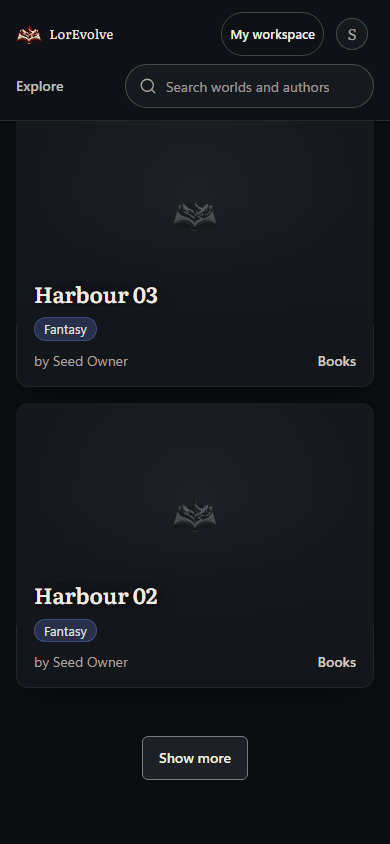 LorEvolve
My workspace
S
Explore
Search worlds and authors
Harbour 03
Fantasy
by Seed Owner
Books
Harbour 02
Fantasy
by Seed Owner
Books
Show more